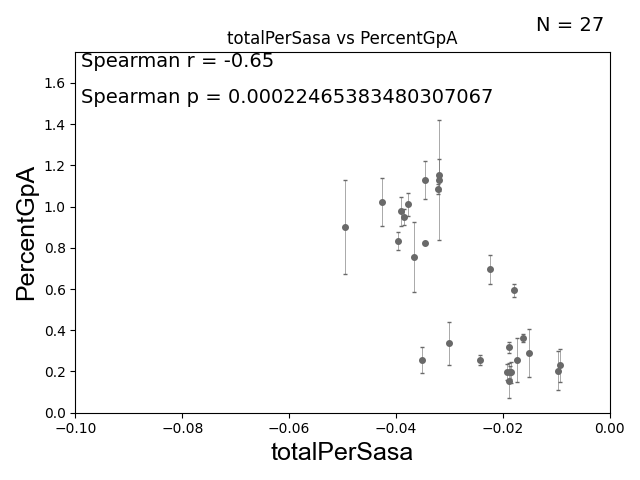 N = 27
totalPerSasa vs PercentGpA
Spearman r = -0.65
Spearman p = 0.00022465383480307067
1.6
1.4
1.2
1.0
0.8
0.6
0.4
0.2
0.0
PercentGpA
−0.10 −0.08 −0.06 −0.04 −0.02 0.00
totalPerSasa